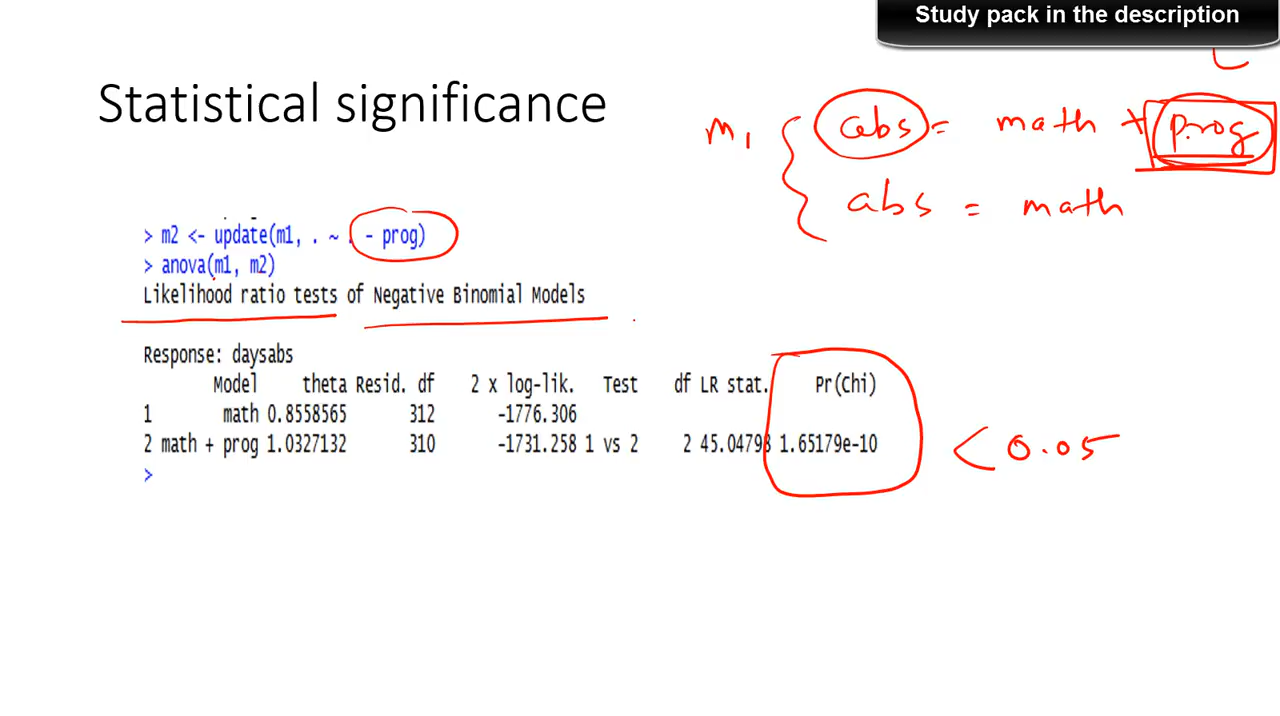 Study pack in the description
Statistical significance
m1 { abs = math + prog
abs = math
> m2 <- update(m1, . ~ . - prog)
> anova(m1, m2)
Likelihood ratio tests of Negative Binomial Models
Response: daysabs
Model theta Resid. df 2 x log-lik. Test df LR stat. Pr(Chi)
1 math 0.8558565 312 -1776.306
2 math + prog 1.0327132 310 -1731.258 1 vs 2 2 45.04798 1.65179e-10
>
< 0.05